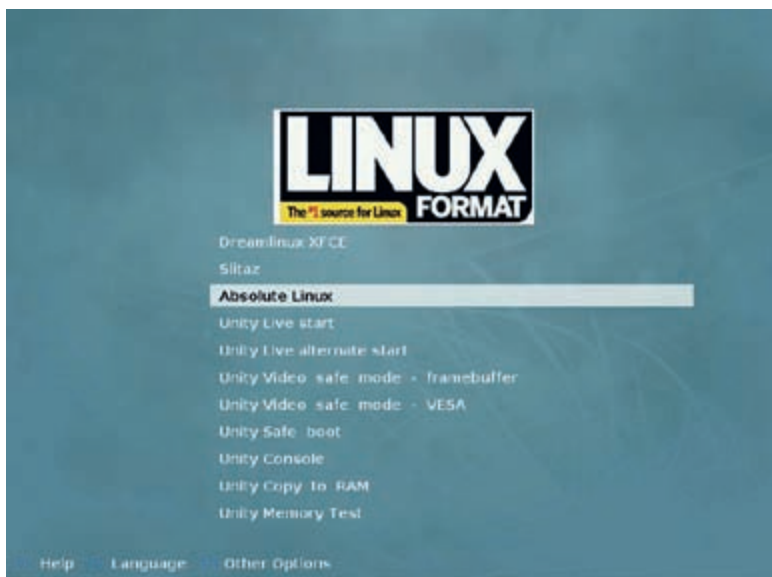 LINUX
FORMAT
The #1 source for Linux
Dreamlinux XFCE
Slitaz
Absolute Linux
Unity Live start
Unity Live alternate start
Unity Video safe mode - framebuffer
Unity Video safe mode - VESA
Unity Safe boot
Unity Console
Unity Copy to RAM
Unity Memory Test
Help Language Other Options